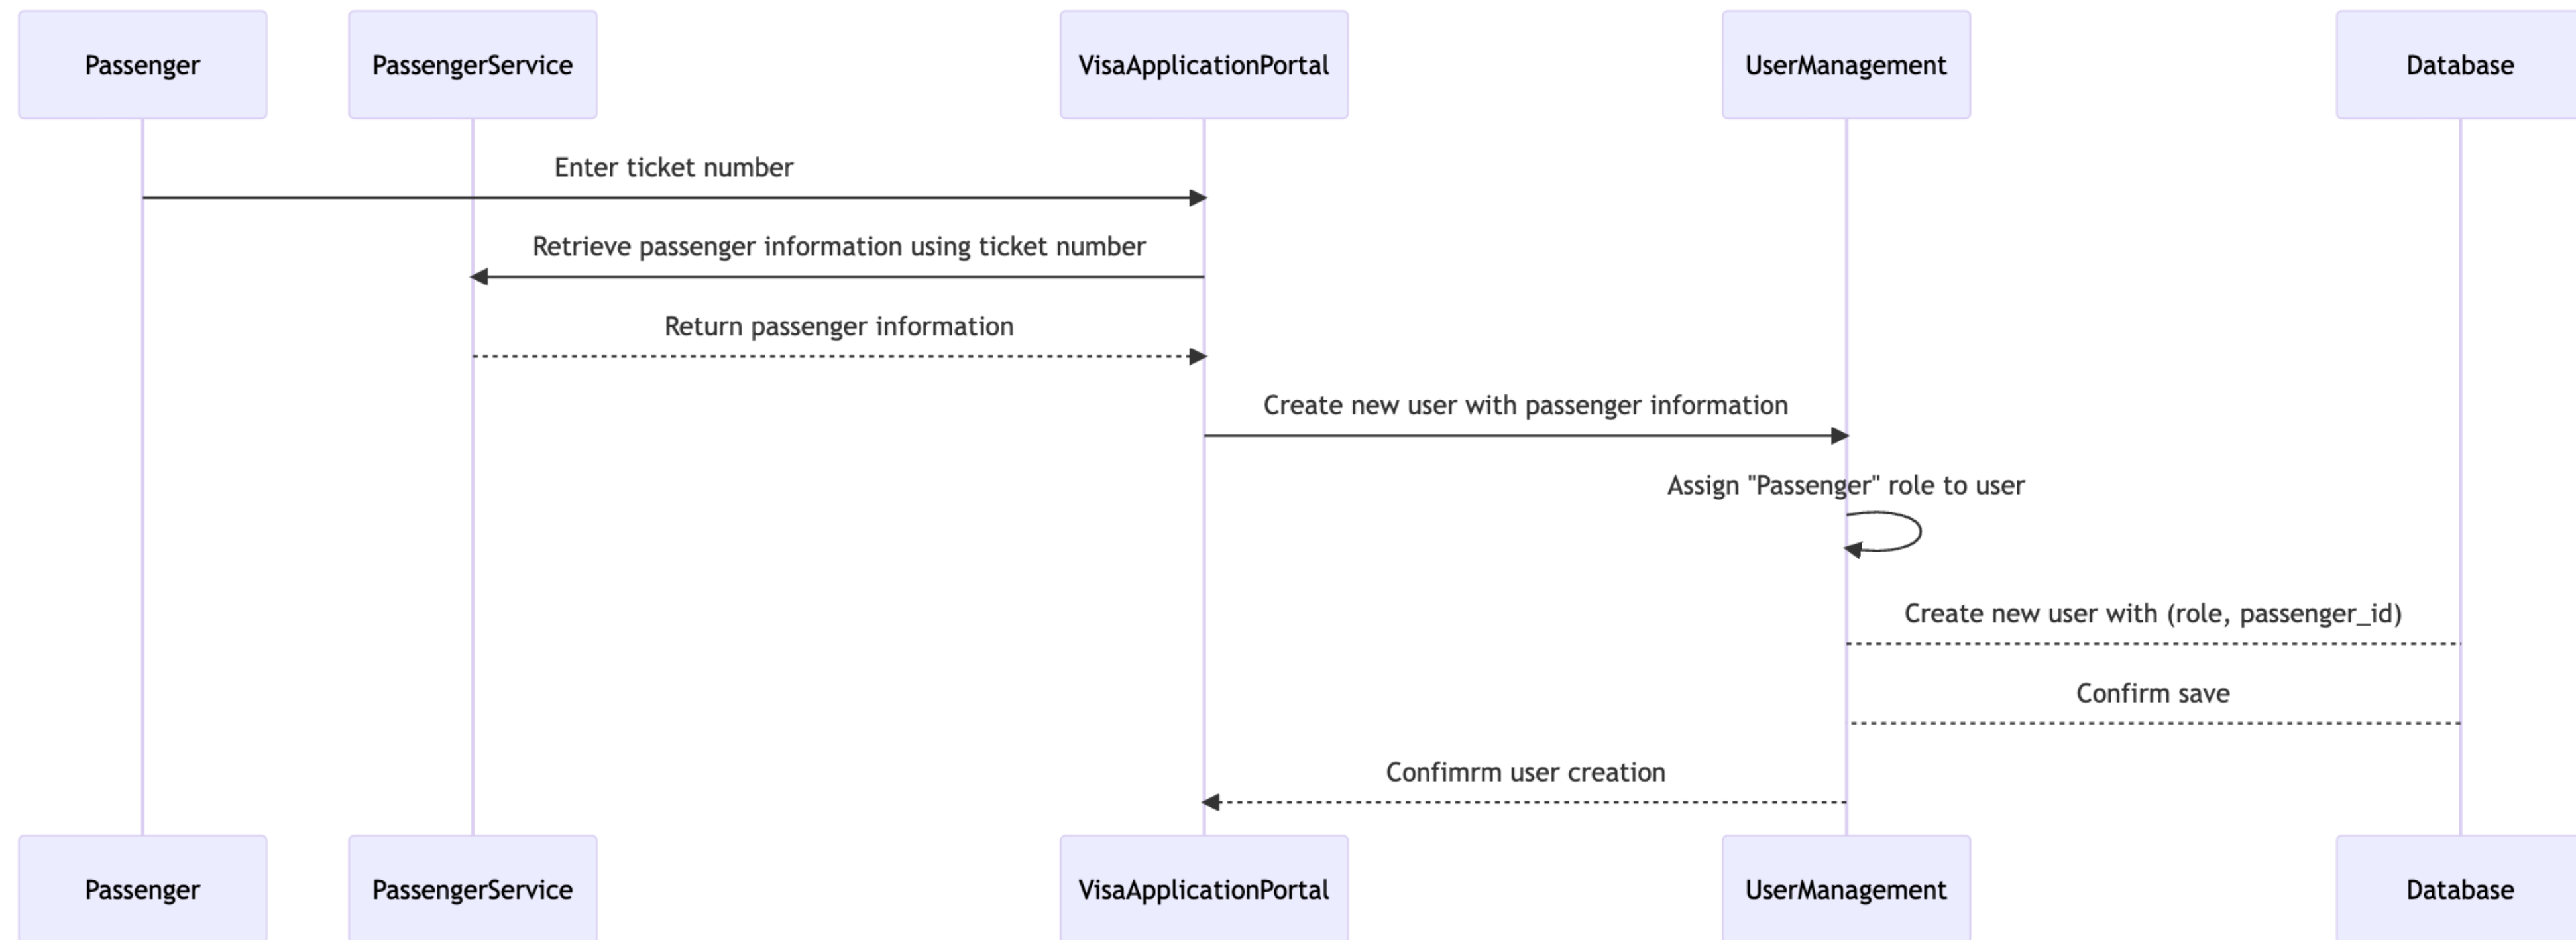 Passenger
PassengerService
VisaApplicationPortal
UserManagement
Database
Enter ticket number
Retrieve passenger information using ticket number
Return passenger information
Create new user with passenger information
Assign "Passenger" role to user
Create new user with (role, passenger_id)
Confirm save
Confimrm user creation
Passenger
PassengerService
VisaApplicationPortal
UserManagement
Database